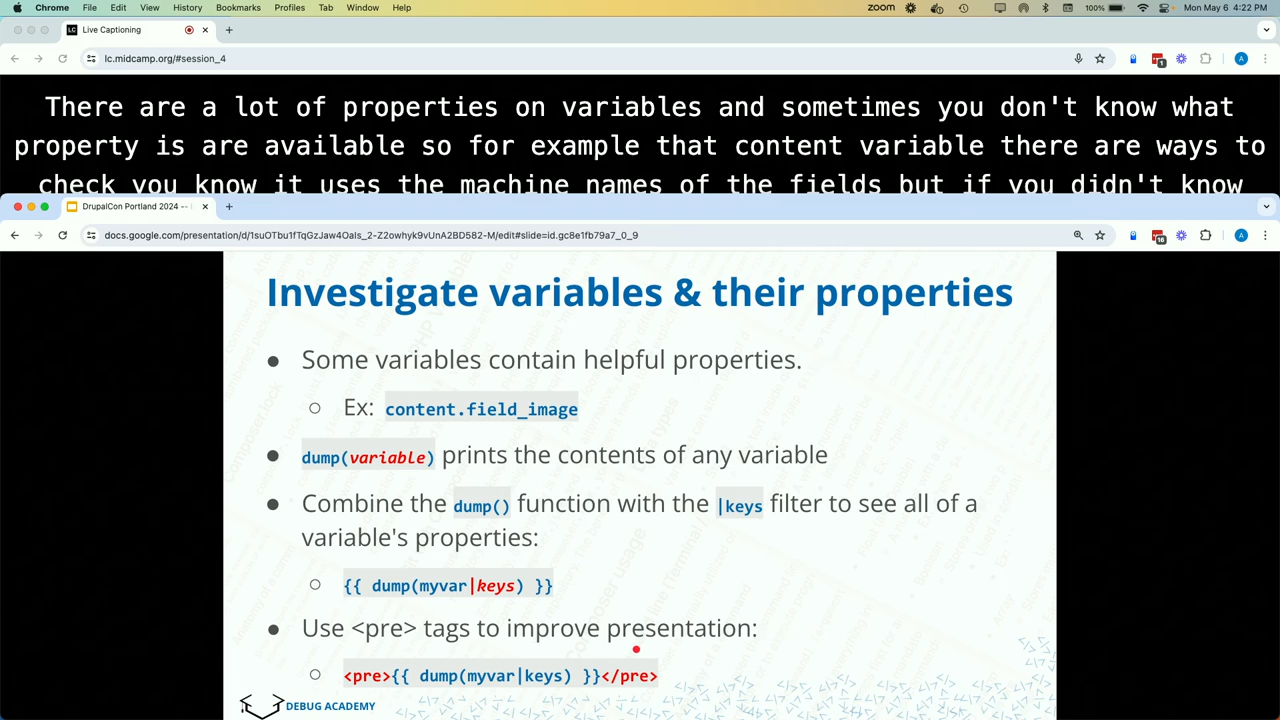 Chrome File Edit View History Bookmarks Profiles Tab Window Help zoom 100% Mon May 6 4:22 PM
LC Live Captioning
lc.midcamp.org/#session_4
1
A
There are a lot of properties on variables and sometimes you don't know what
property is are available so for example that content variable there are ways to
check you know it uses the machine names of the fields but if you didn't know
DrupalCon Portland 2024 --
docs.google.com/presentation/d/1suOTbu1fTqGzJaw4OaIs_2-Z2owhyk9vUnA2BD582-M/edit#slide=id.gc8e1fb79a7_0_9
16
A
Investigate variables & their properties
● Some variables contain helpful properties.
○ Ex: content.field_image
● dump(variable) prints the contents of any variable
● Combine the dump() function with the |keys filter to see all of a
variable's properties:
○ {{ dump(myvar|keys) }}
● Use <pre> tags to improve presentation:
○ <pre>{{ dump(myvar|keys) }}</pre>
DEBUG ACADEMY